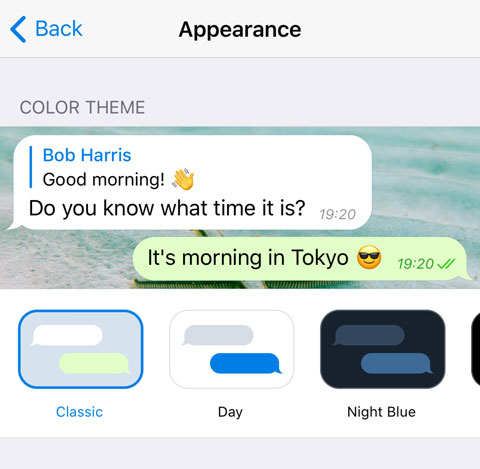 Back
Appearance
COLOR THEME
Bob Harris
Good morning! 👋
Do you know what time it is? 19:20
It's morning in Tokyo 😎 19:20
Classic
Day
Night Blue